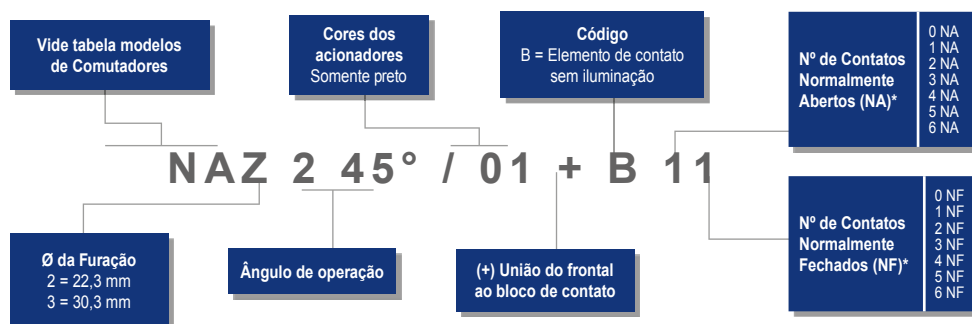 Vide tabela modelos
de Comutadores
Cores dos
acionadores
Somente preto
Código
B = Elemento de contato
sem iluminação
Nº de Contatos
Normalmente
Abertos (NA)*
0 NA
1 NA
2 NA
3 NA
4 NA
5 NA
6 NA
NAZ 2 45° / 01 + B 11
Ø da Furação
2 = 22,3 mm
3 = 30,3 mm
Ângulo de operação
(+) União do frontal
ao bloco de contato
Nº de Contatos
Normalmente
Fechados (NF)*
0 NF
1 NF
2 NF
3 NF
4 NF
5 NF
6 NF